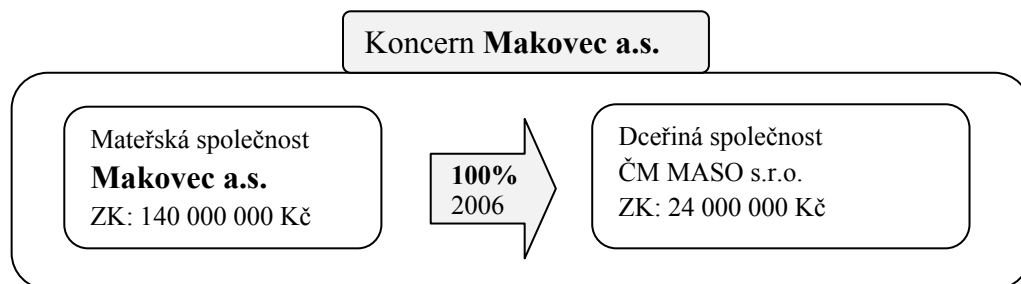 Koncern Makovec a.s.
Mateřská společnost
Makovec a.s.
ZK: 140 000 000 Kč
100%
2006
Dceřiná společnost
ČM MASO s.r.o.
ZK: 24 000 000 Kč